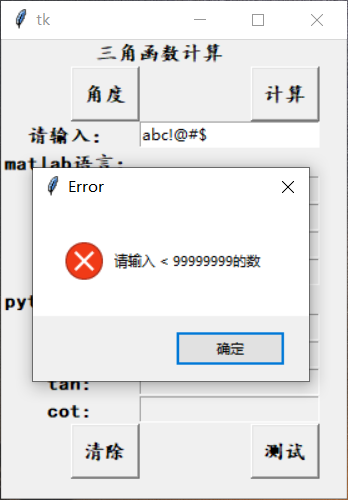 tk
三角函数计算
角度
计算
请输入:
abc!@#$
matlab语言:
Error
请输入 < 99999999的数
确定
cot:
清除
测试